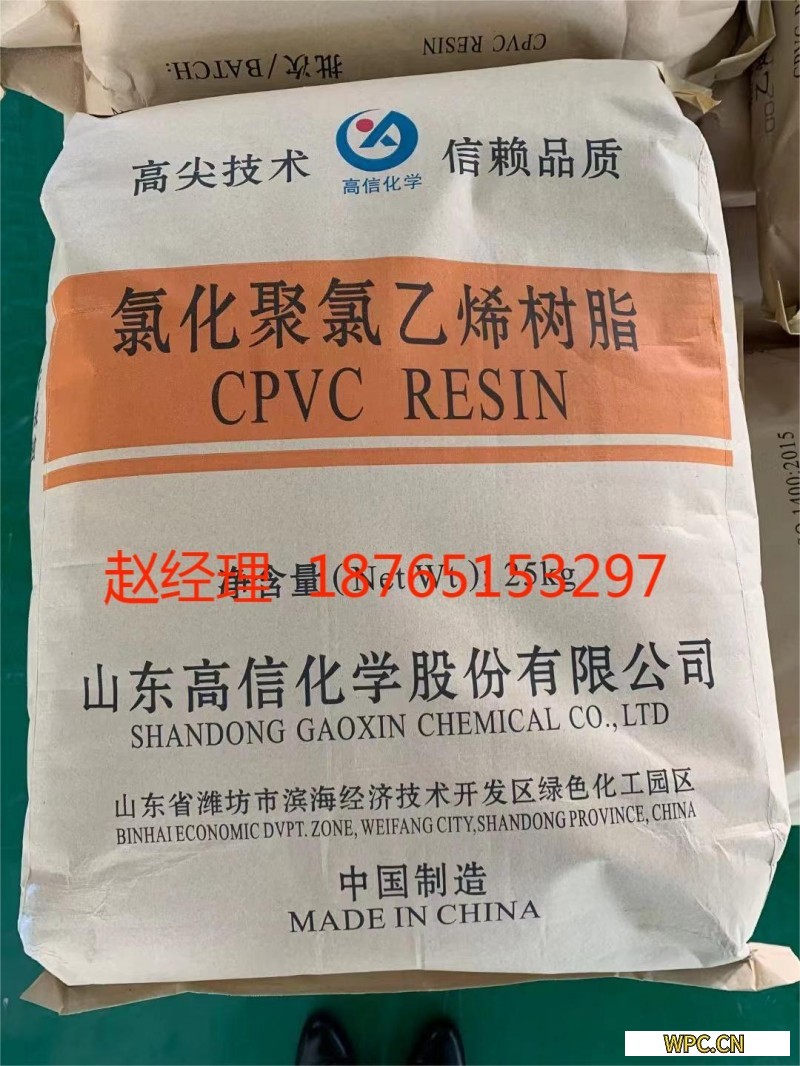 CPVC RESIN
批次/BATCH:
高尖技术
信赖品质
高信化学
氯化聚氯乙烯树脂
CPVC RESIN
净含量(Net Wt): 25kg
赵经理 18765153297
山东高信化学股份有限公司
SHANDONG GAOXIN CHEMICAL CO.,LTD
山东省潍坊市滨海经济技术开发区绿色化工园区
BINHAI ECONOMIC DVPT. ZONE, WEIFANG CITY,SHANDONG PROVINCE, CHINA
中国制造
MADE IN CHINA
1400:2015
WPC.CN